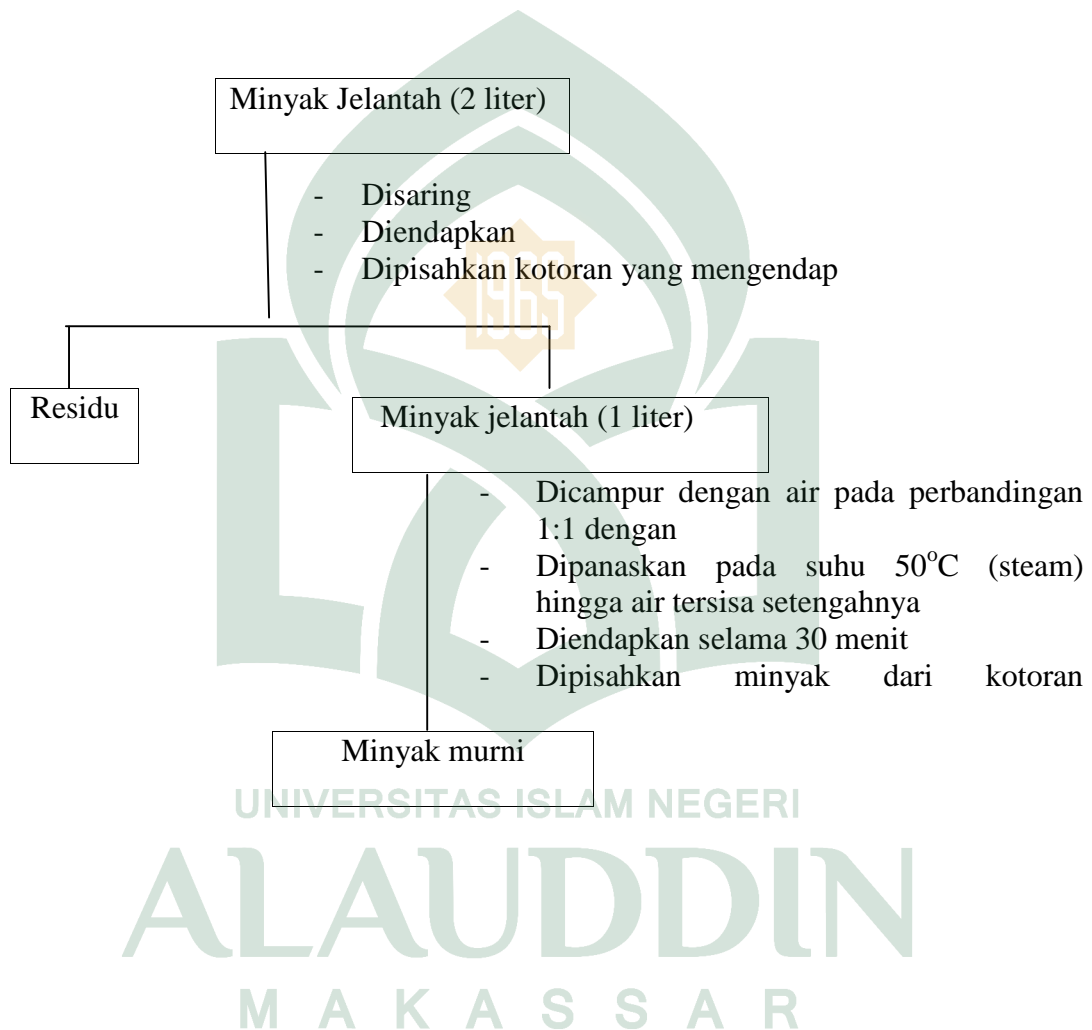 Minyak Jelantah (2 liter)
- Disaring
- Diendapkan
- Dipisahkan kotoran yang mengendap
1965
Residu
Minyak jelantah (1 liter)
- Dicampur dengan air pada perbandingan
1:1 dengan
- Dipanaskan pada suhu 50°C (steam)
hingga air tersisa setengahnya
- Diendapkan selama 30 menit
- Dipisahkan minyak dari kotoran
Minyak murni
UNIVERSITAS ISLAM NEGERI
ALAUDDIN
MAKASSAR